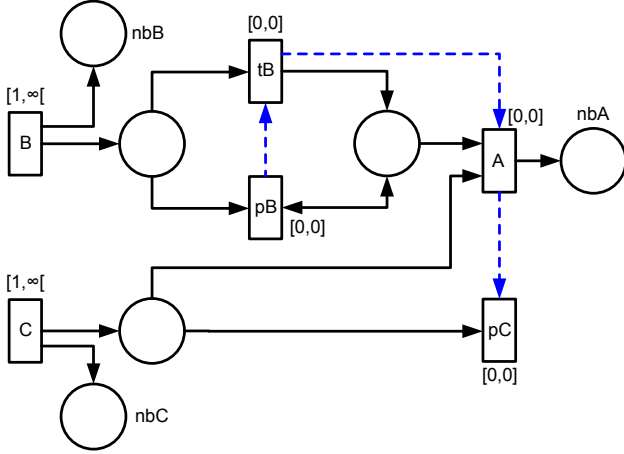 nbB
[0,0]
tB
[1,∞[
B
[0,0]
nbA
A
pB
[0,0]
[1,∞[
C
pC
[0,0]
nbC